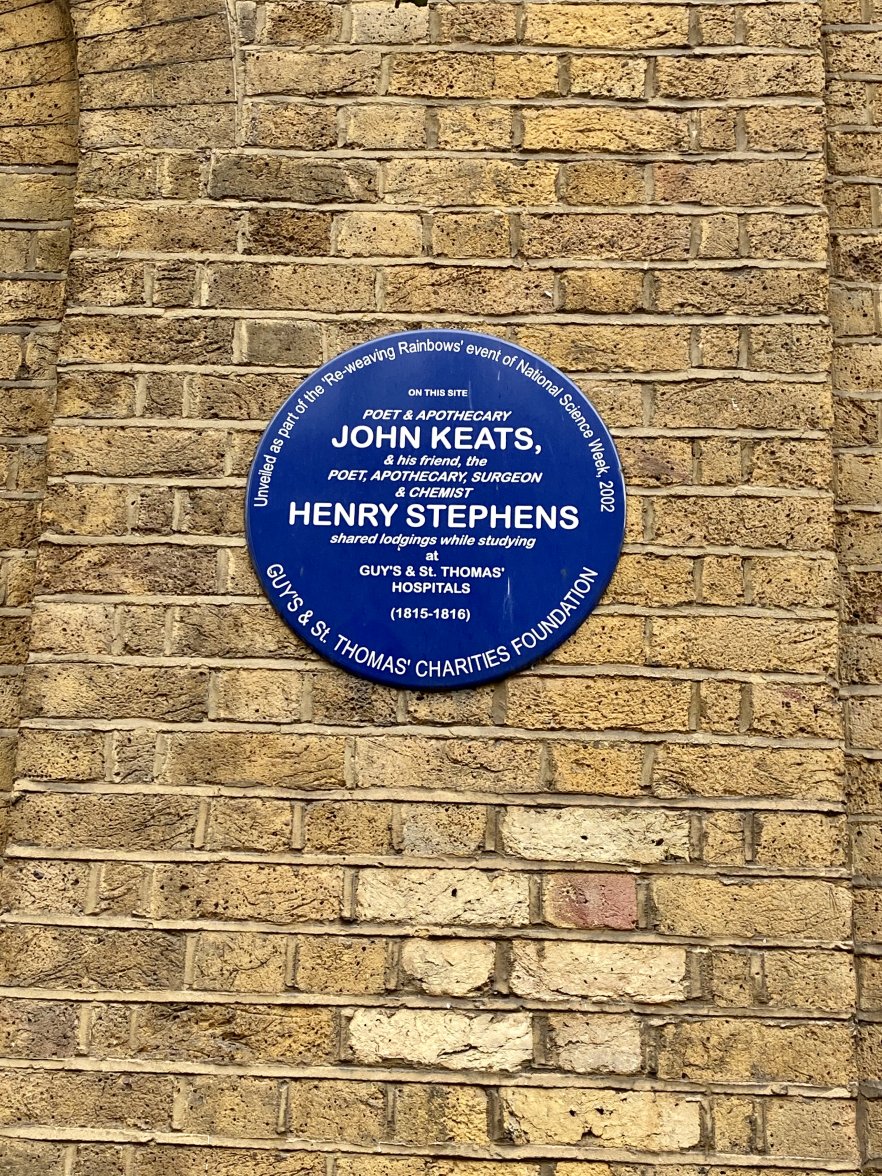 Unveiled as part of the 'Re-weaving Rainbows' event of National Science Week, 2002
ON THIS SITE
POET & APOTHECARY
JOHN KEATS,
& his friend, the
POET, APOTHECARY, SURGEON
& CHEMIST
HENRY STEPHENS
shared lodgings while studying
at
GUY'S & St. THOMAS'
HOSPITALS
(1815-1816)
GUY'S & St. THOMAS' CHARITIES FOUNDATION